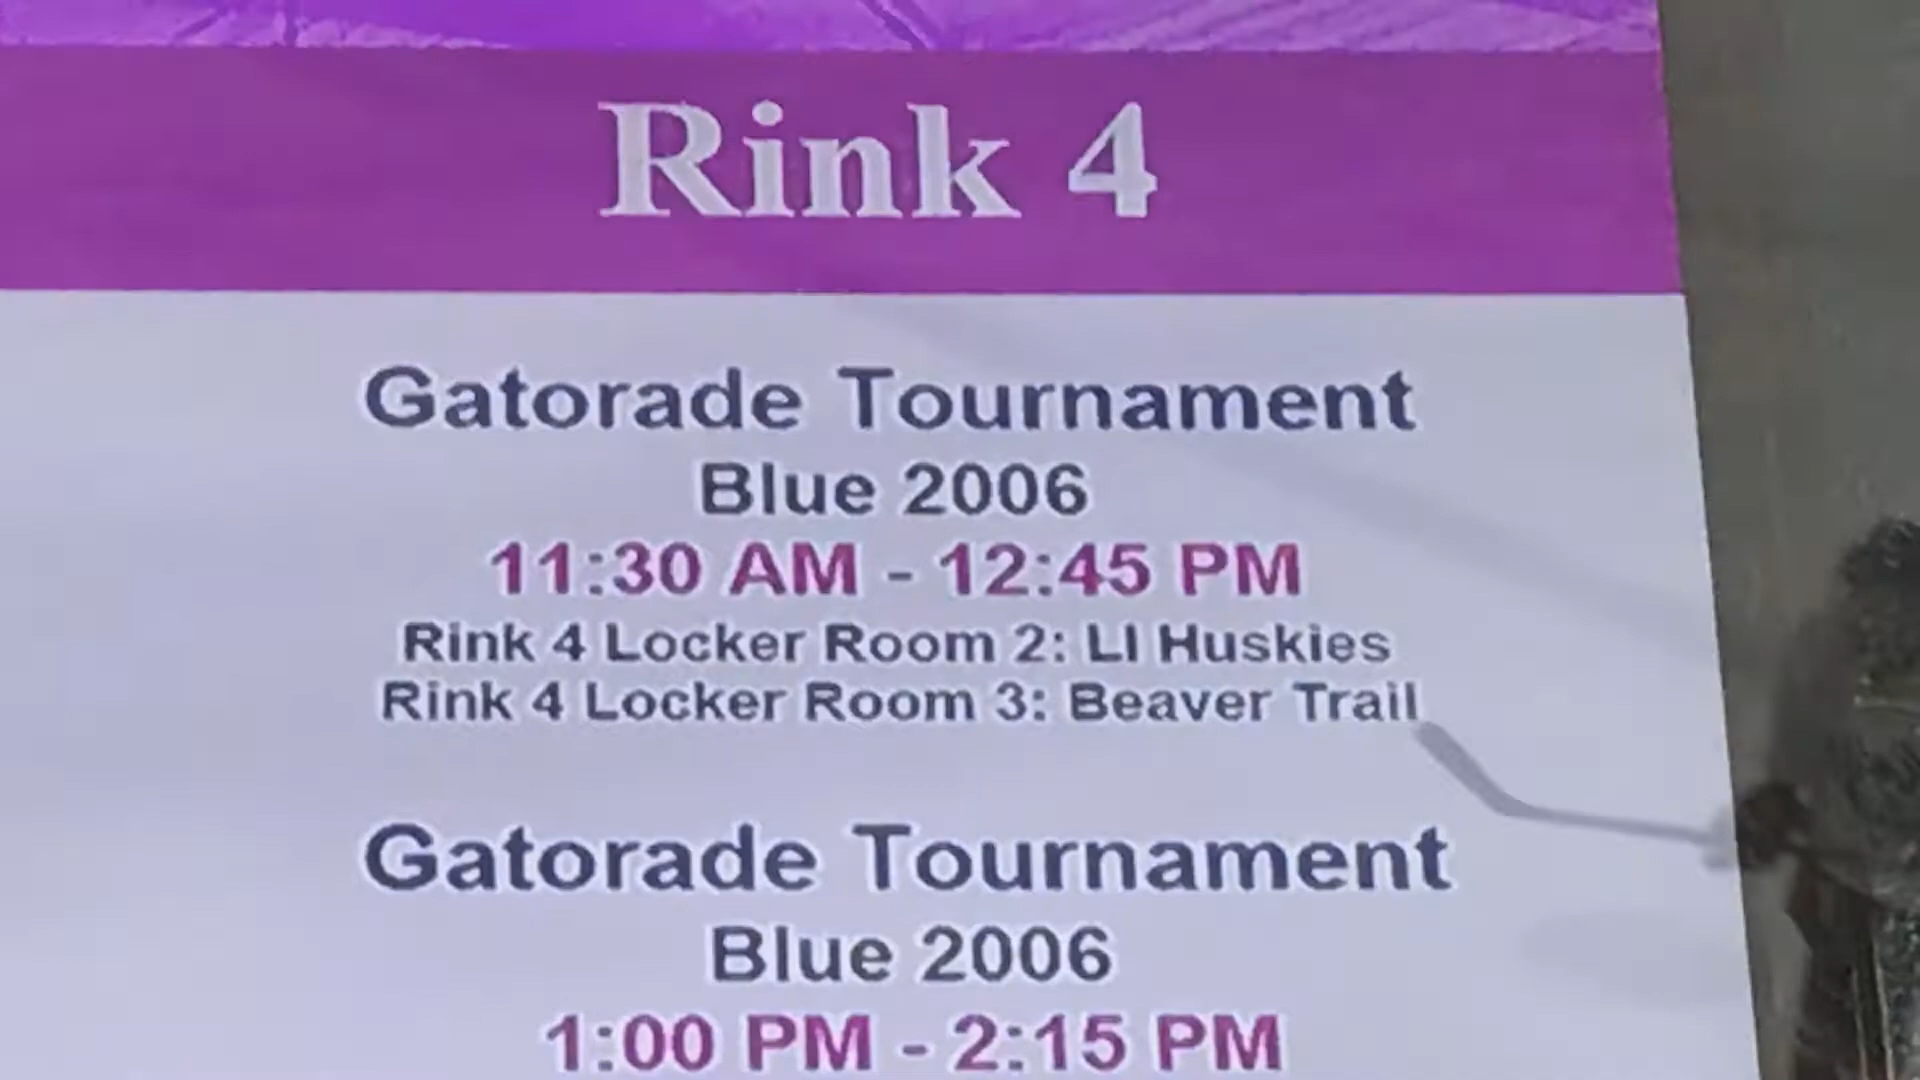 Rink 4
Gatorade Tournament
Blue 2006
11:30 AM - 12:45 PM
Rink 4 Locker Room 2: LI Huskies
Rink 4 Locker Room 3: Beaver Trail
Gatorade Tournament
Blue 2006
1:00 PM - 2:15 PM